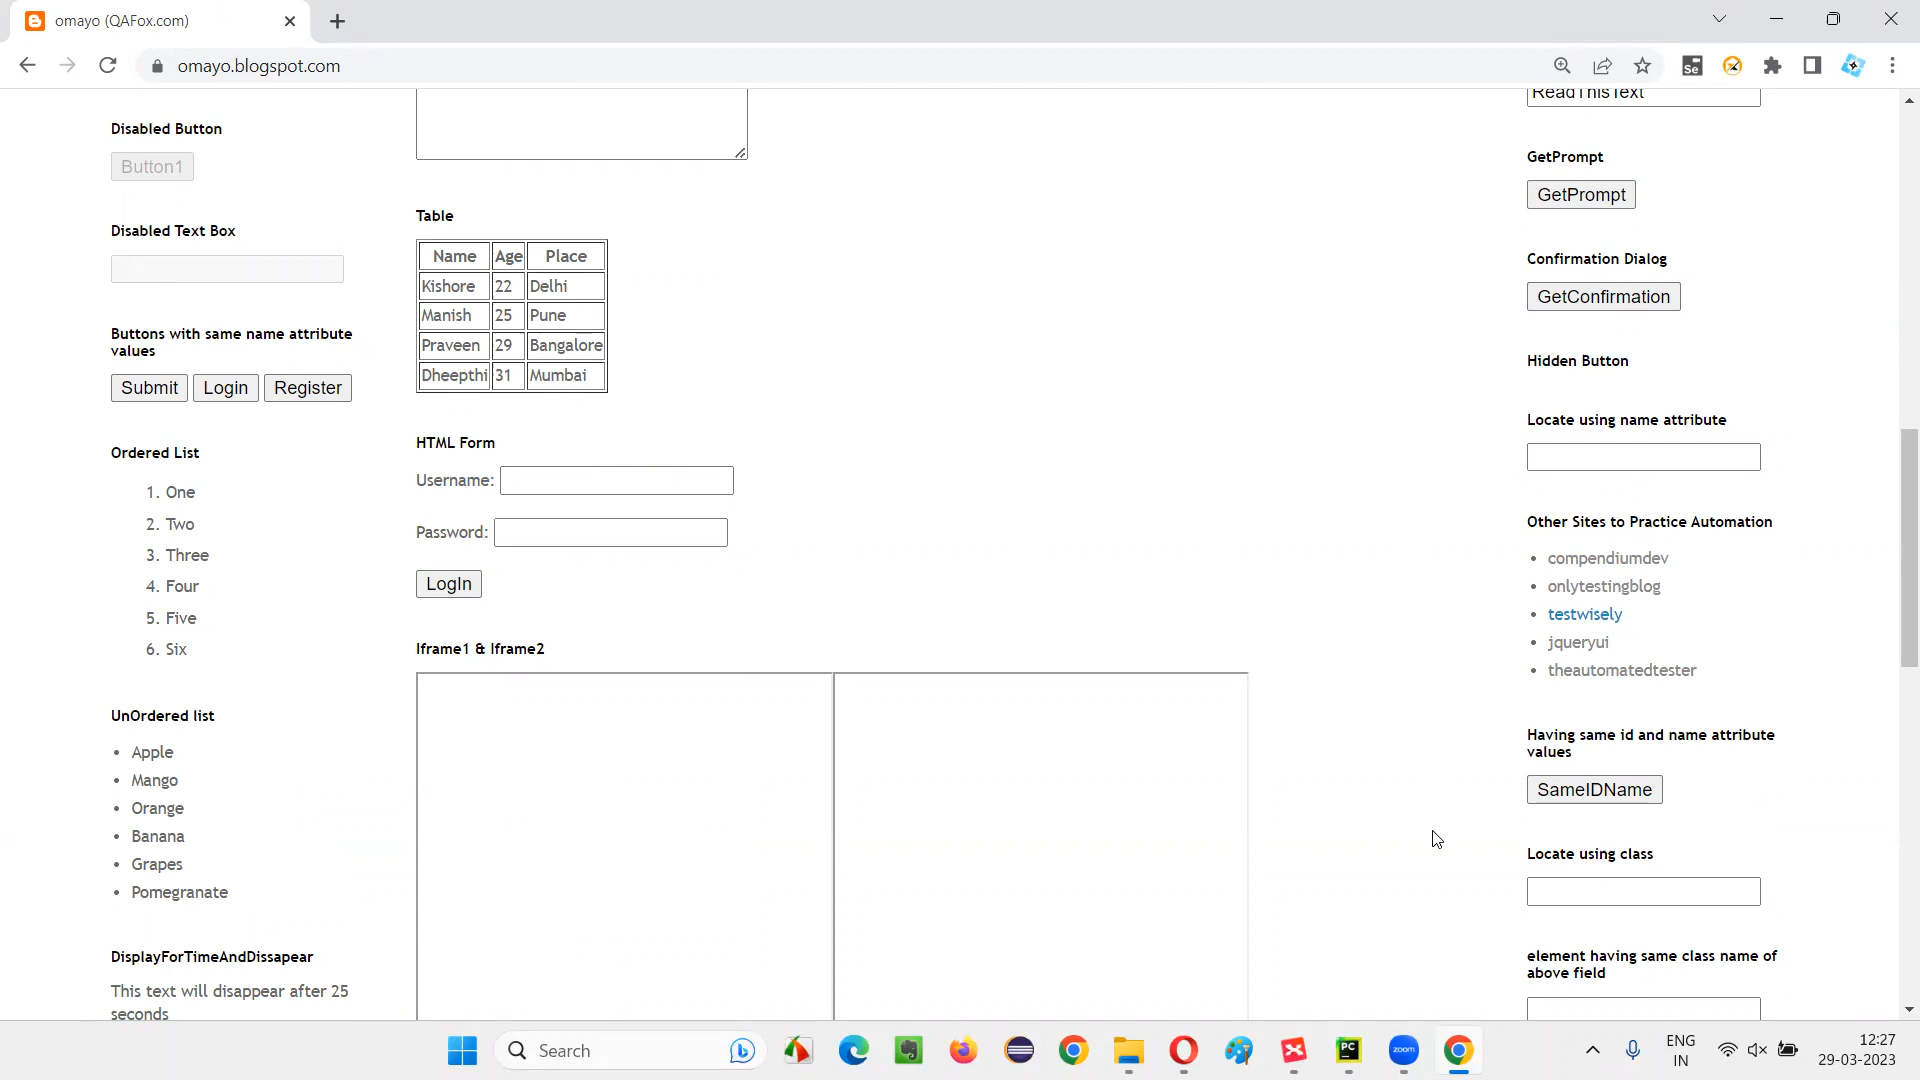 omayo (QAFox.com)
omayo.blogspot.com
Se
Disabled Button
Button1
Disabled Text Box
Buttons with same name attribute
values
Submit Login Register
Ordered List
1. One
2. Two
3. Three
4. Four
5. Five
6. Six
UnOrdered list
• Apple
• Mango
• Orange
• Banana
• Grapes
• Pomegranate
DisplayForTimeAndDissapear
This text will disappear after 25
seconds
Table
Name Age Place
Kishore 22 Delhi
Manish 25 Pune
Praveen 29 Bangalore
Dheepthi 31 Mumbai
HTML Form
Username:
Password:
LogIn
Iframe1 & Iframe2
ReadThisText
GetPrompt
GetPrompt
Confirmation Dialog
GetConfirmation
Hidden Button
Locate using name attribute
Other Sites to Practice Automation
• compendiumdev
• onlytestingblog
• testwisely
• jqueryui
• theautomatedtester
Having same id and name attribute
values
SameIDName
Locate using class
element having same class name of
above field
Search
PC
zoom
ENG
IN
12:27
29-03-2023